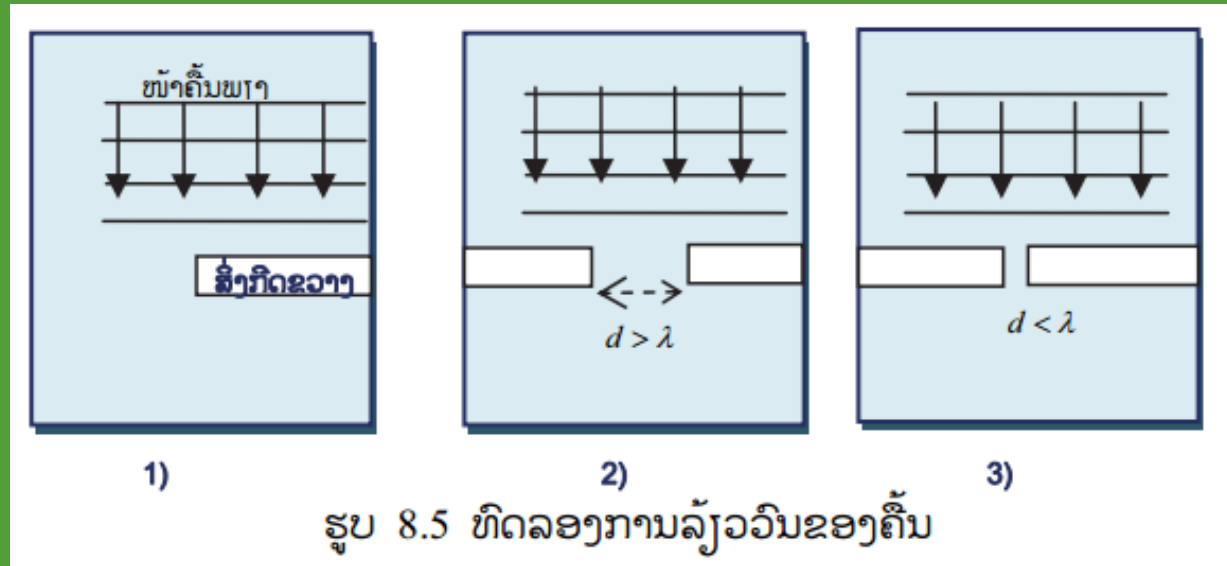 ໜ້າຄື້ນພຽງ
ສິ່ງກີດຂວາງ
d > λ
d < λ
1)
2)
3)
ຮູບ 8.5 ທົດລອງການລ້ຽວວົນຂອງຄື້ນ